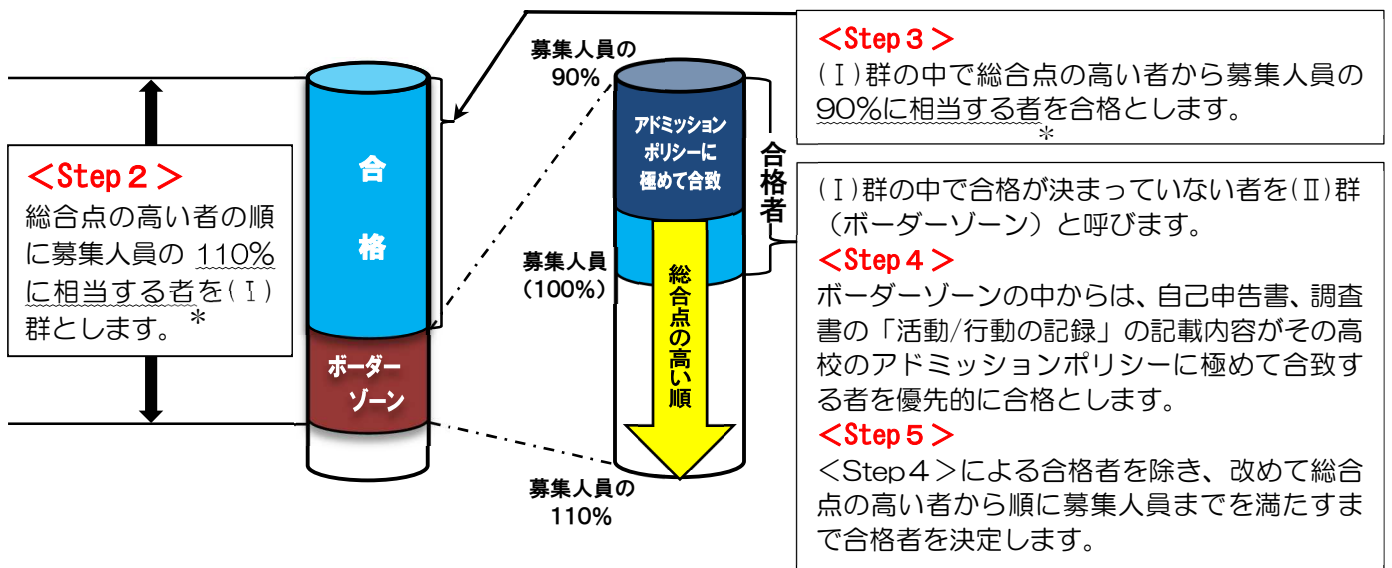 <Step2>
総合点の高い者の順
に募集人員の 110%
に相当する者を(Ⅰ)
群とします。 *
合
格
ボーダー
ゾーン
募集人員の
90%
募集人員
(100%)
募集人員の
110%
アドミッション
ポリシーに
極めて合致
総合点の高い順
合格者
<Step3>
(Ⅰ)群の中で総合点の高い者から募集人員の
90%に相当する者を合格とします。
*
(Ⅰ)群の中で合格が決まっていない者を(Ⅱ)群
(ボーダーゾーン)と呼びます。
<Step4>
ボーダーゾーンの中からは、自己申告書、調査
書の「活動/行動の記録」の記載内容がその高
校のアドミッションポリシーに極めて合致す
る者を優先的に合格とします。
<Step5>
<Step4>による合格者を除き、改めて総合
点の高い者から順に募集人員までを満たすま
で合格者を決定します。